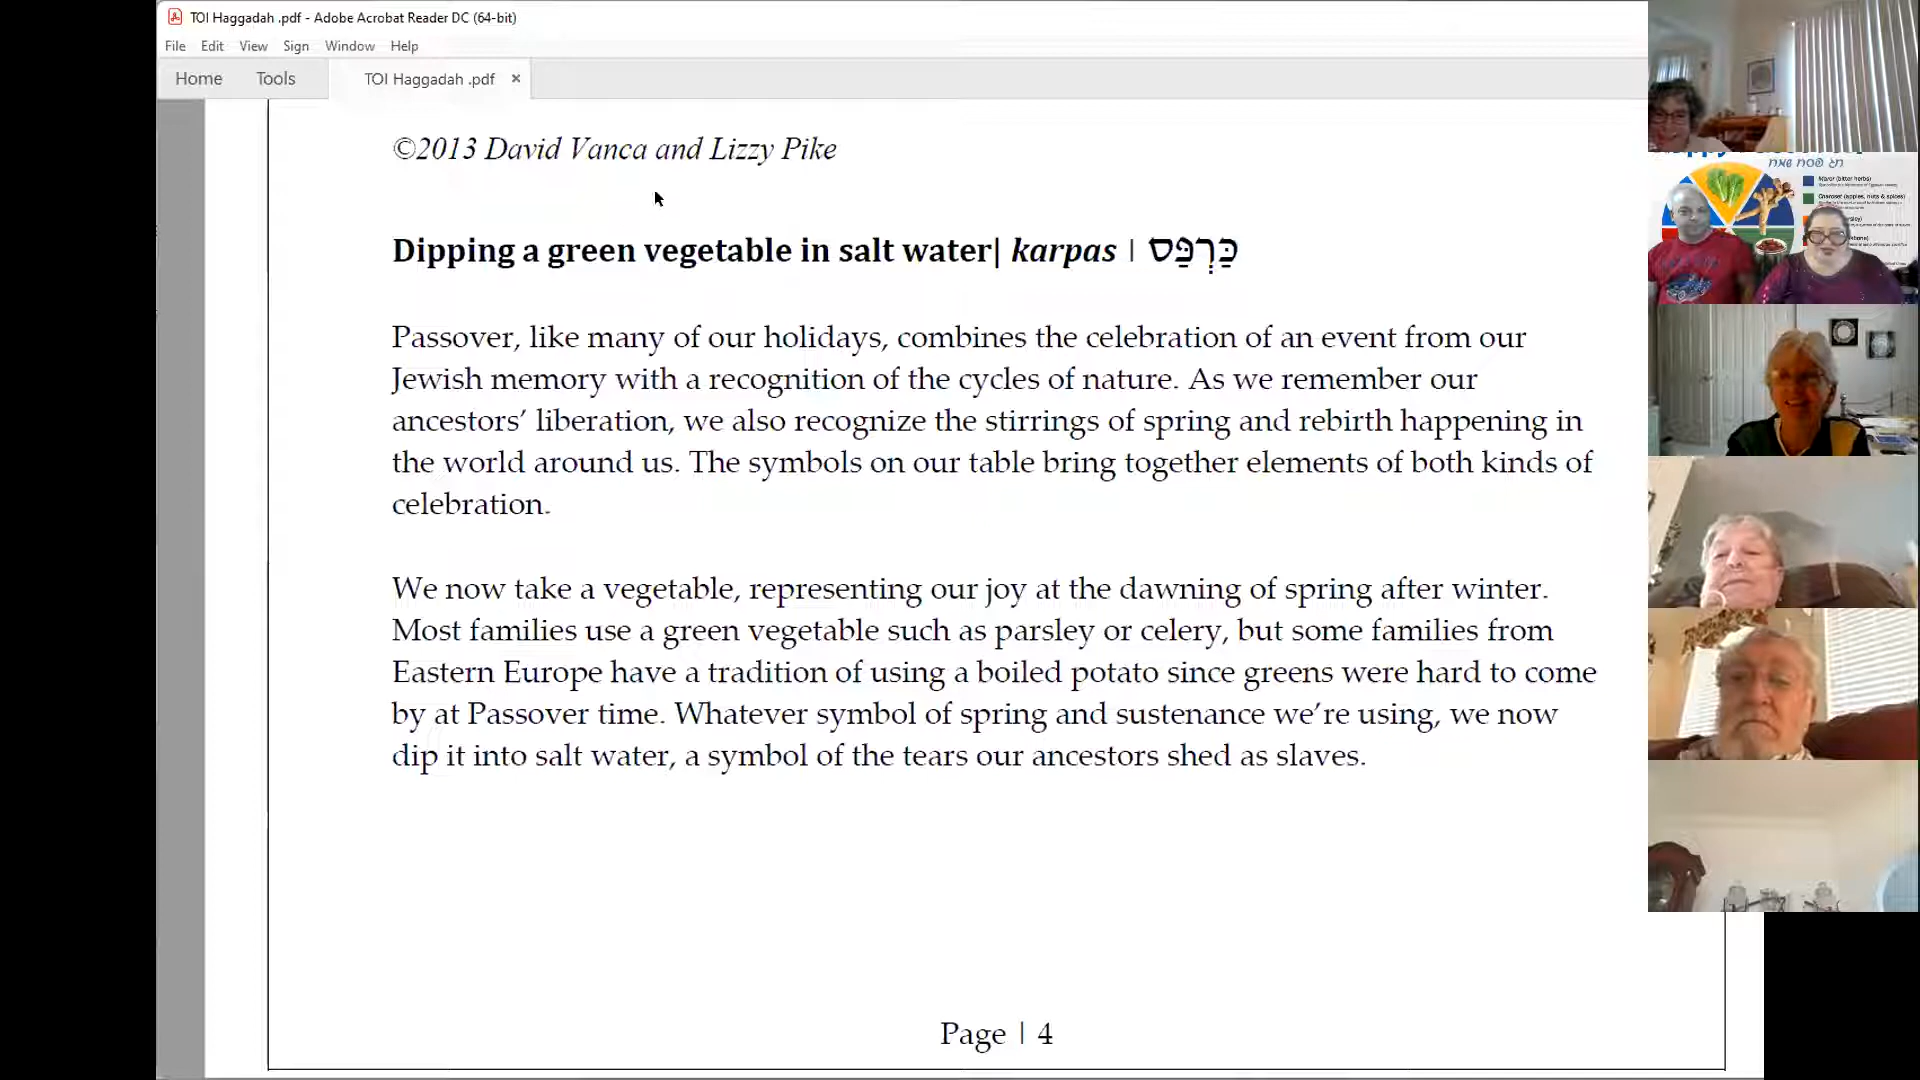 TOI Haggadah .pdf - Adobe Acrobat Reader DC (64-bit)
File Edit View Sign Window Help
Home Tools TOI Haggadah .pdf ×
©2013 David Vanca and Lizzy Pike
Dipping a green vegetable in salt water| karpas | כַּרְפַּס
Passover, like many of our holidays, combines the celebration of an event from our
Jewish memory with a recognition of the cycles of nature. As we remember our
ancestors’ liberation, we also recognize the stirrings of spring and rebirth happening in
the world around us. The symbols on our table bring together elements of both kinds of
celebration.
We now take a vegetable, representing our joy at the dawning of spring after winter.
Most families use a green vegetable such as parsley or celery, but some families from
Eastern Europe have a tradition of using a boiled potato since greens were hard to come
by at Passover time. Whatever symbol of spring and sustenance we’re using, we now
dip it into salt water, a symbol of the tears our ancestors shed as slaves.
Page | 4
Maror (bitter herbs)
Charoset (apples, nuts & spices)